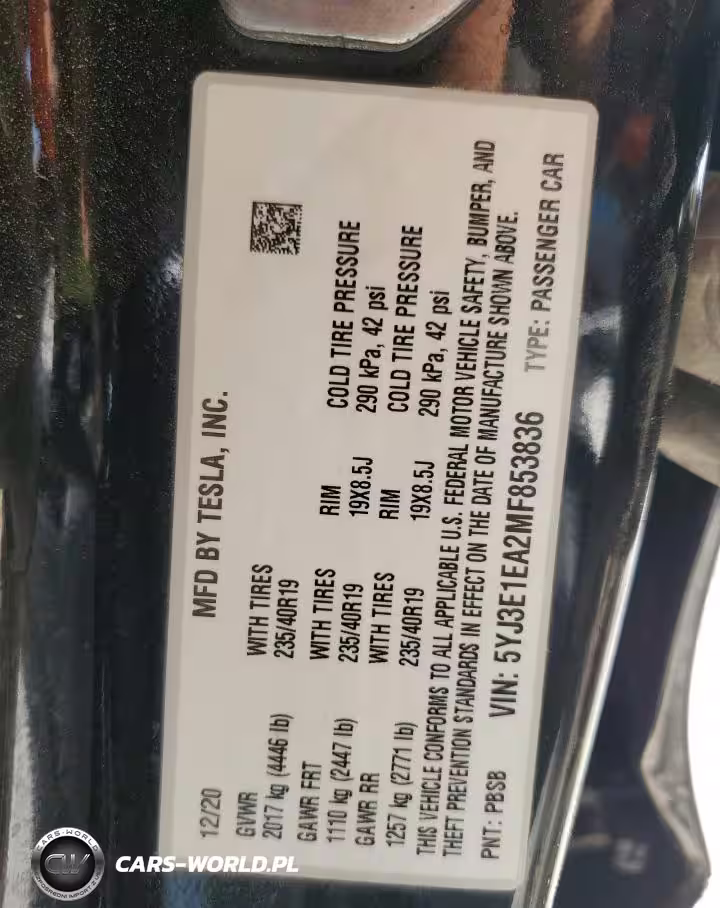 MFD BY TESLA, INC.
12/20
GVWR
2017 kg (4446 lb)
WITH TIRES
235/40R19
GAWR FRT
1110 kg (2447 lb)
WITH TIRES
235/40R19
RIM
19X8.5J
COLD TIRE PRESSURE
290 kPa, 42 psi
GAWR RR
1257 kg (2771 lb)
WITH TIRES
235/40R19
RIM
19X8.5J
COLD TIRE PRESSURE
290 kPa, 42 psi
THIS VEHICLE CONFORMS TO ALL APPLICABLE U.S. FEDERAL MOTOR VEHICLE SAFETY, BUMPER, AND
THEFT PREVENTION STANDARDS IN EFFECT ON THE DATE OF MANUFACTURE SHOWN ABOVE.
PNT: PBSB VIN: 5YJ3E1EA2MF853836 TYPE: PASSENGER CAR
CARS-WORLD
CW
CARS-WORLD.PL